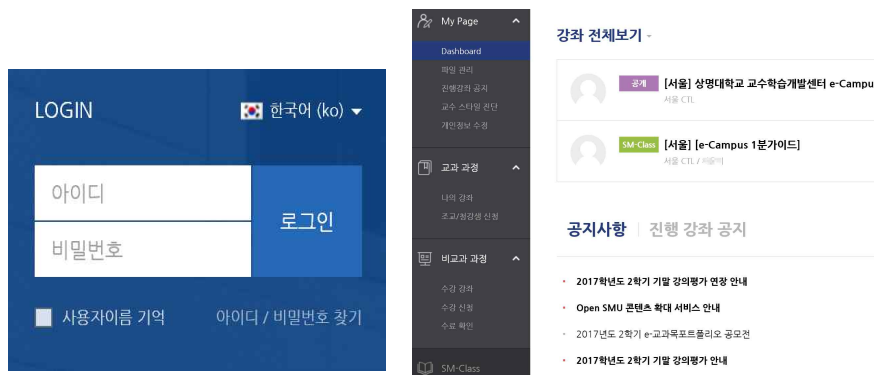 LOGIN
한국어 (ko)
아이디
비밀번호
로그인
사용자이름 기억
아이디 / 비밀번호 찾기
My Page
Dashboard
파일 관리
진행강좌 공지
교수 스타일 진단
개인정보 수정
교과 과정
나의 강좌
조교/청강생 신청
비교과 과정
수강 강좌
수강 신청
수료 확인
SM-Class
강좌 전체보기
공개 [서울] 상명대학교 교수학습개발센터 e-Campu
서울 CTL
SM-Class [서울] [e-Campus 1분가이드]
서울 CTL /
공지사항 진행 강좌 공지
2017학년도 2학기 기말 강의평가 연장 안내
Open SMU 콘텐츠 확대 서비스 안내
2017년도 2학기 e-교과목포트폴리오 공모전
2017학년도 2학기 기말 강의평가 안내